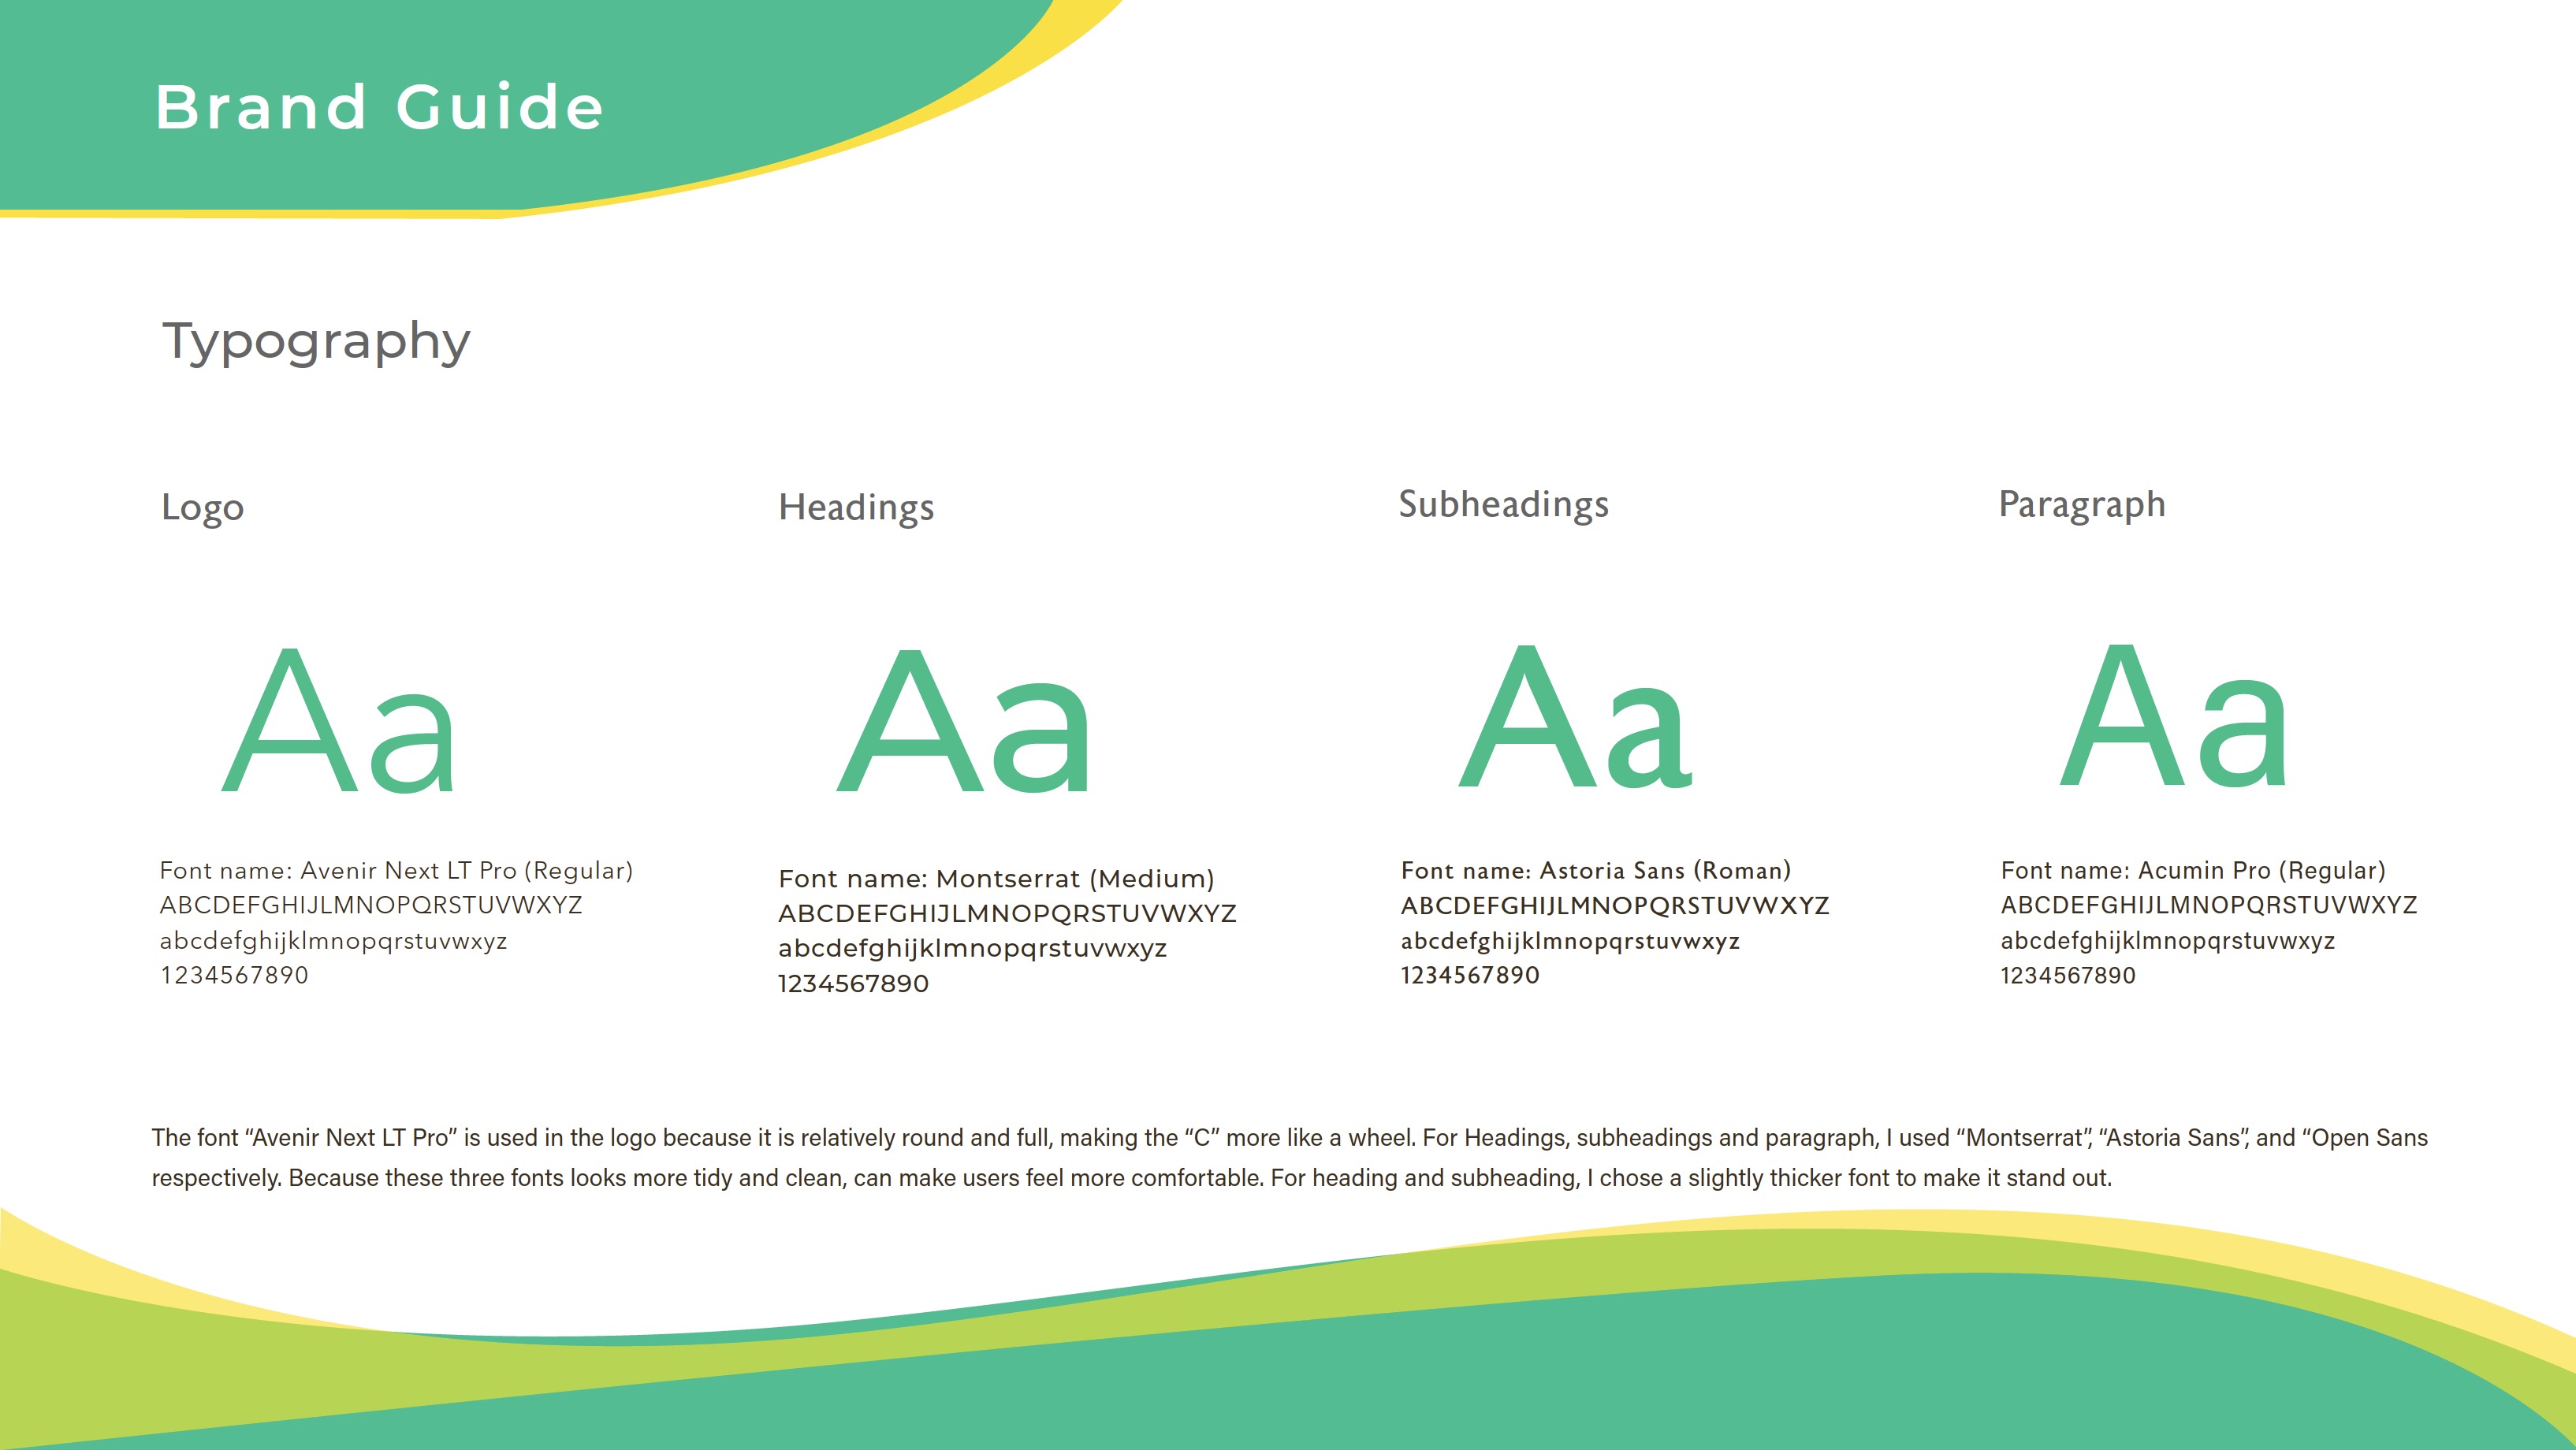 Brand Guide
Typography
Logo
Aa
Font name: Avenir Next LT Pro (Regular)
ABCDEFGHIJLMNOPQRSTUVWXYZ
abcdefghijklmnopqrstuvwxyz
1234567890
Headings
Aa
Font name: Montserrat (Medium)
ABCDEFGHIJLMNOPQRSTUVWXYZ
abcdefghijklmnopqrstuvwxyz
1234567890
Subheadings
Aa
Font name: Astoria Sans (Roman)
ABCDEFGHIJLMNOPQRSTUVWXYZ
abcdefghijklmnopqrstuvwxyz
1234567890
Paragraph
Aa
Font name: Acumin Pro (Regular)
ABCDEFGHIJLMNOPQRSTUVWXYZ
abcdefghijklmnopqrstuvwxyz
1234567890
The font “Avenir Next LT Pro” is used in the logo because it is relatively round and full, making the “C” more like a wheel. For Headings, subheadings and paragraph, I used “Montserrat”, “Astoria Sans”, and “Open Sans
respectively. Because these three fonts looks more tidy and clean, can make users feel more comfortable. For heading and subheading, I chose a slightly thicker font to make it stand out.